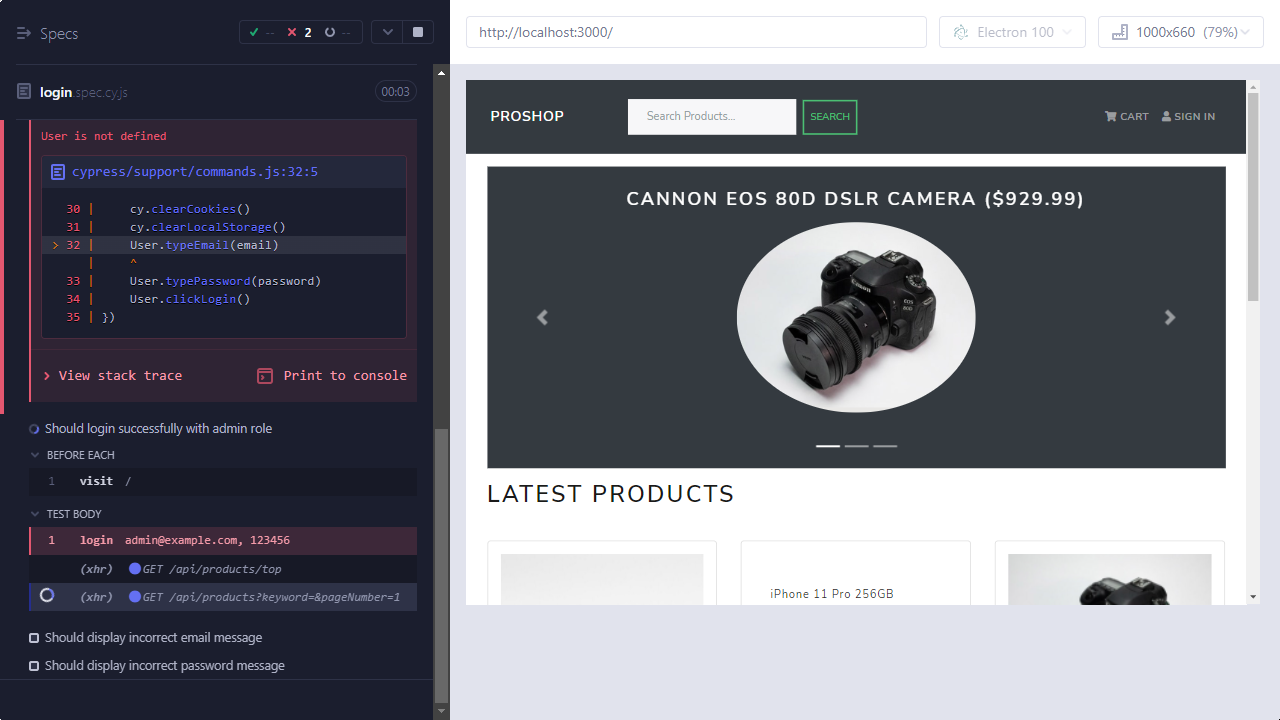 Specs
-- 2 --
login.spec.cy.js
00:03
User is not defined
cypress/support/commands.js:32:5
30 | cy.clearCookies()
31 | cy.clearLocalStorage()
> 32 | User.typeEmail(email)
| ^
33 | User.typePassword(password)
34 | User.clickLogin()
35 | })
View stack trace
Print to console
Should login successfully with admin role
BEFORE EACH
1 visit /
TEST BODY
1 login admin@example.com, 123456
(xhr) GET /api/products/top
(xhr) GET /api/products?keyword=&pageNumber=1
Should display incorrect email message
Should display incorrect password message
http://localhost:3000/
Electron 100
1000x660 (79%)
PROSHOP
Search Products...
SEARCH
CART
SIGN IN
CANNON EOS 80D DSLR CAMERA ($929.99)
Canon
EOS
80D
LATEST PRODUCTS
iPhone 11 Pro 256GB